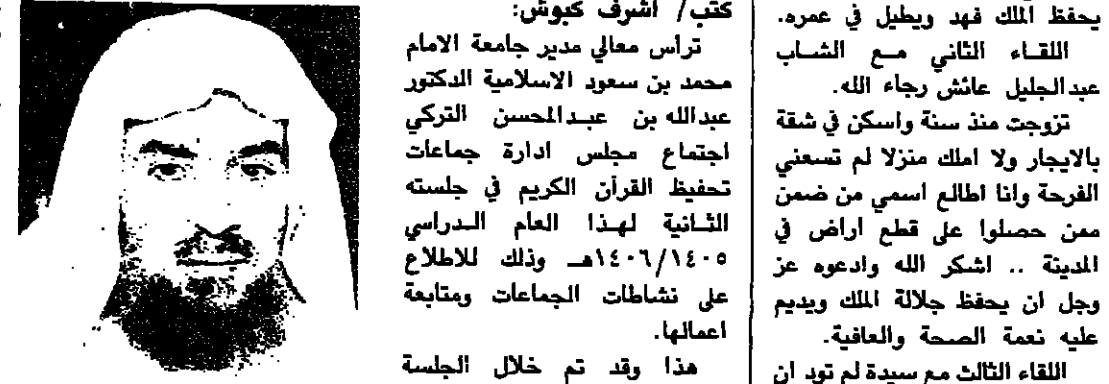 يحفظ الملك فهد ويطيل في عمره.
اللقاء الثاني مع الشاب
عبدالجليل عائش رجاء الله.
تزوجت منذ سنة واسكن في شقة
بالايجار ولا املك منزلا لم تسعني
الفرحة وانا اطالع اسمي من ضمن
ممن حصلوا على قطع اراض في
المدينة .. اشكر الله وادعوه عز
وجل ان يحفظ جلالة الملك ويديم
عليه نعمة الصحة والعافية.
اللقاء الثالث مع سيدة لم تود ان
كتب/ اشرف كبوش:
ترأس معالي مدير جامعة الامام
محمد بن سعود الاسلامية الدكتور
عبدالله بن عبدالمحسن التركي
اجتماع مجلس ادارة جماعات
تحفيظ القرآن الكريم في جلسته
الثانية لهذا العام الدراسي
١٤٠٦/١٤٠٥هـ وذلك للاطلاع
على نشاطات الجماعات ومتابعة
اعمالها.
هذا وقد تم خلال الجلسة